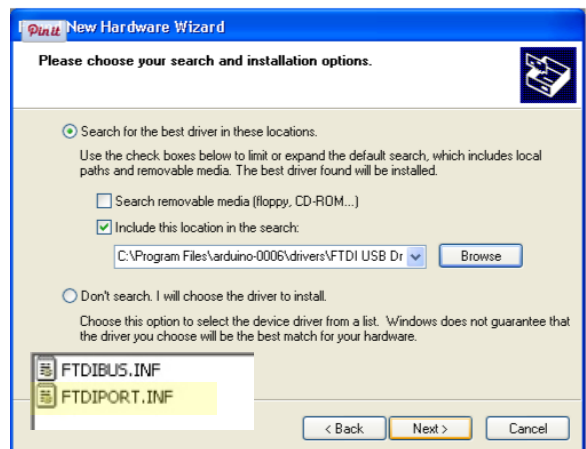 Pin it New Hardware Wizard
Please choose your search and installation options.
Search for the best driver in these locations.
Use the check boxes below to limit or expand the default search, which includes local
paths and removable media. The best driver found will be installed.
Search removable media (floppy, CD-ROM...)
Include this location in the search:
C:\Program Files\arduino-0006\drivers\FTDI USB Dr
Browse
Don't search. I will choose the driver to install.
Choose this option to select the device driver from a list. Windows does not guarantee that
the driver you choose will be the best match for your hardware.
FTDIBUS.INF
FTDIPORT.INF
< Back Next > Cancel